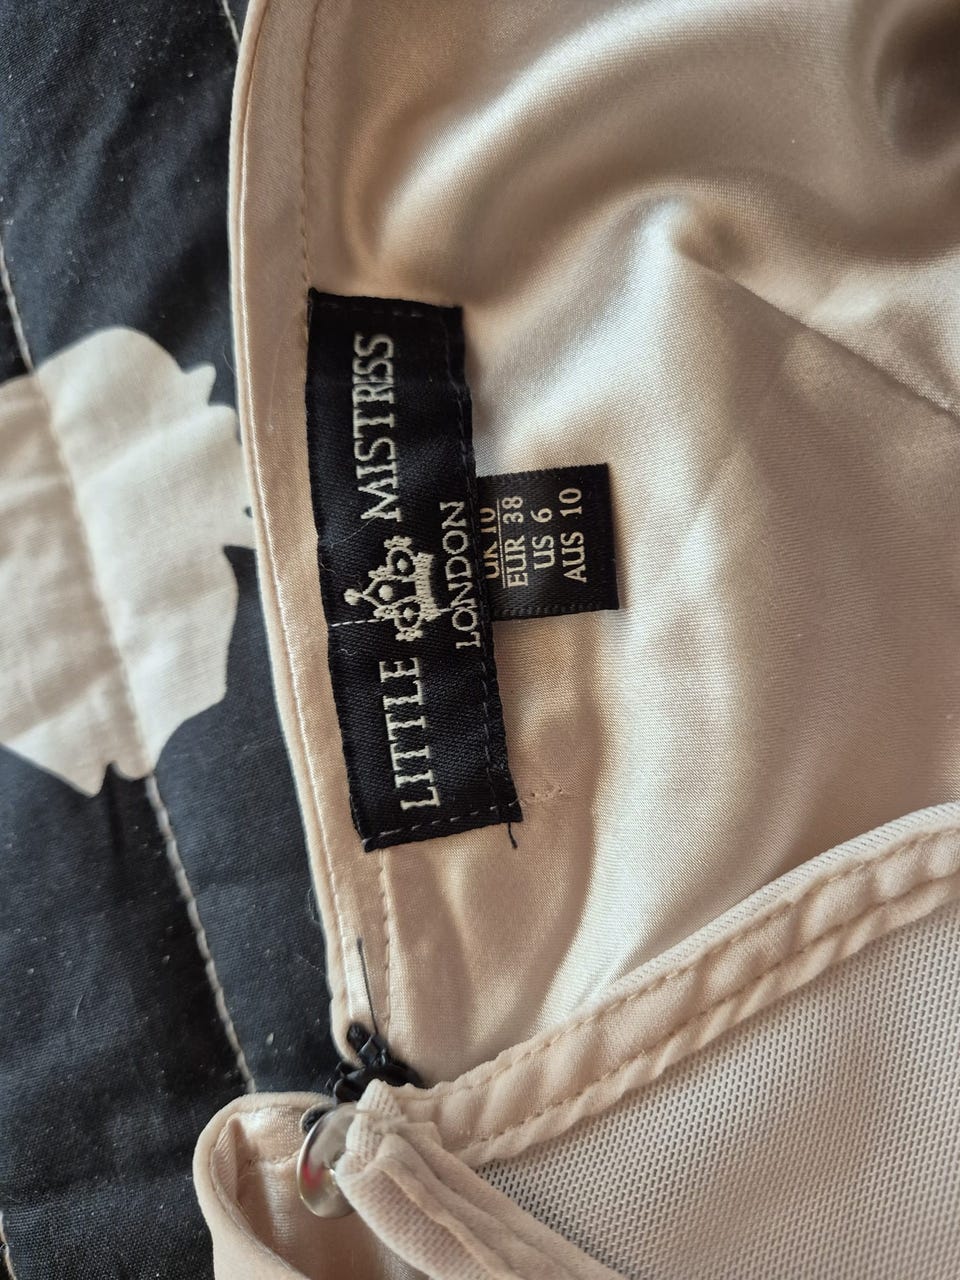 LITTLE MISTRESS
LONDON
UK 10
EUR 38
US 6
AUS 10